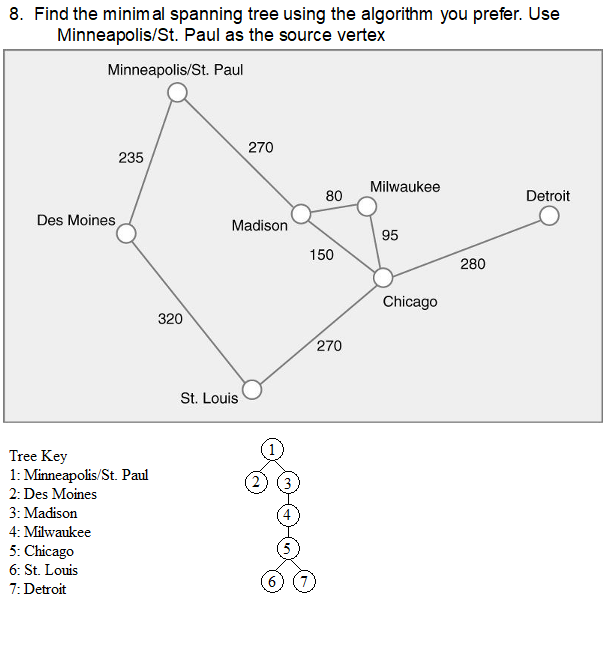 8. Find the minimal spanning tree using the algorithm you prefer. Use
Minneapolis/St. Paul as the source vertex
Minneapolis/St. Paul
270
235
Milwaukee
80
Detroit
Des Moines
Madison
95
150
280
Chicago
320
270
St. Louis
Tree Key
1: Minneapolis/St. Paul
2: Des Moines
3: Madison
4: Milwaukee
5: Chicago
6: St. Louis
7: Detroit
1
2 3
4
5
6 7